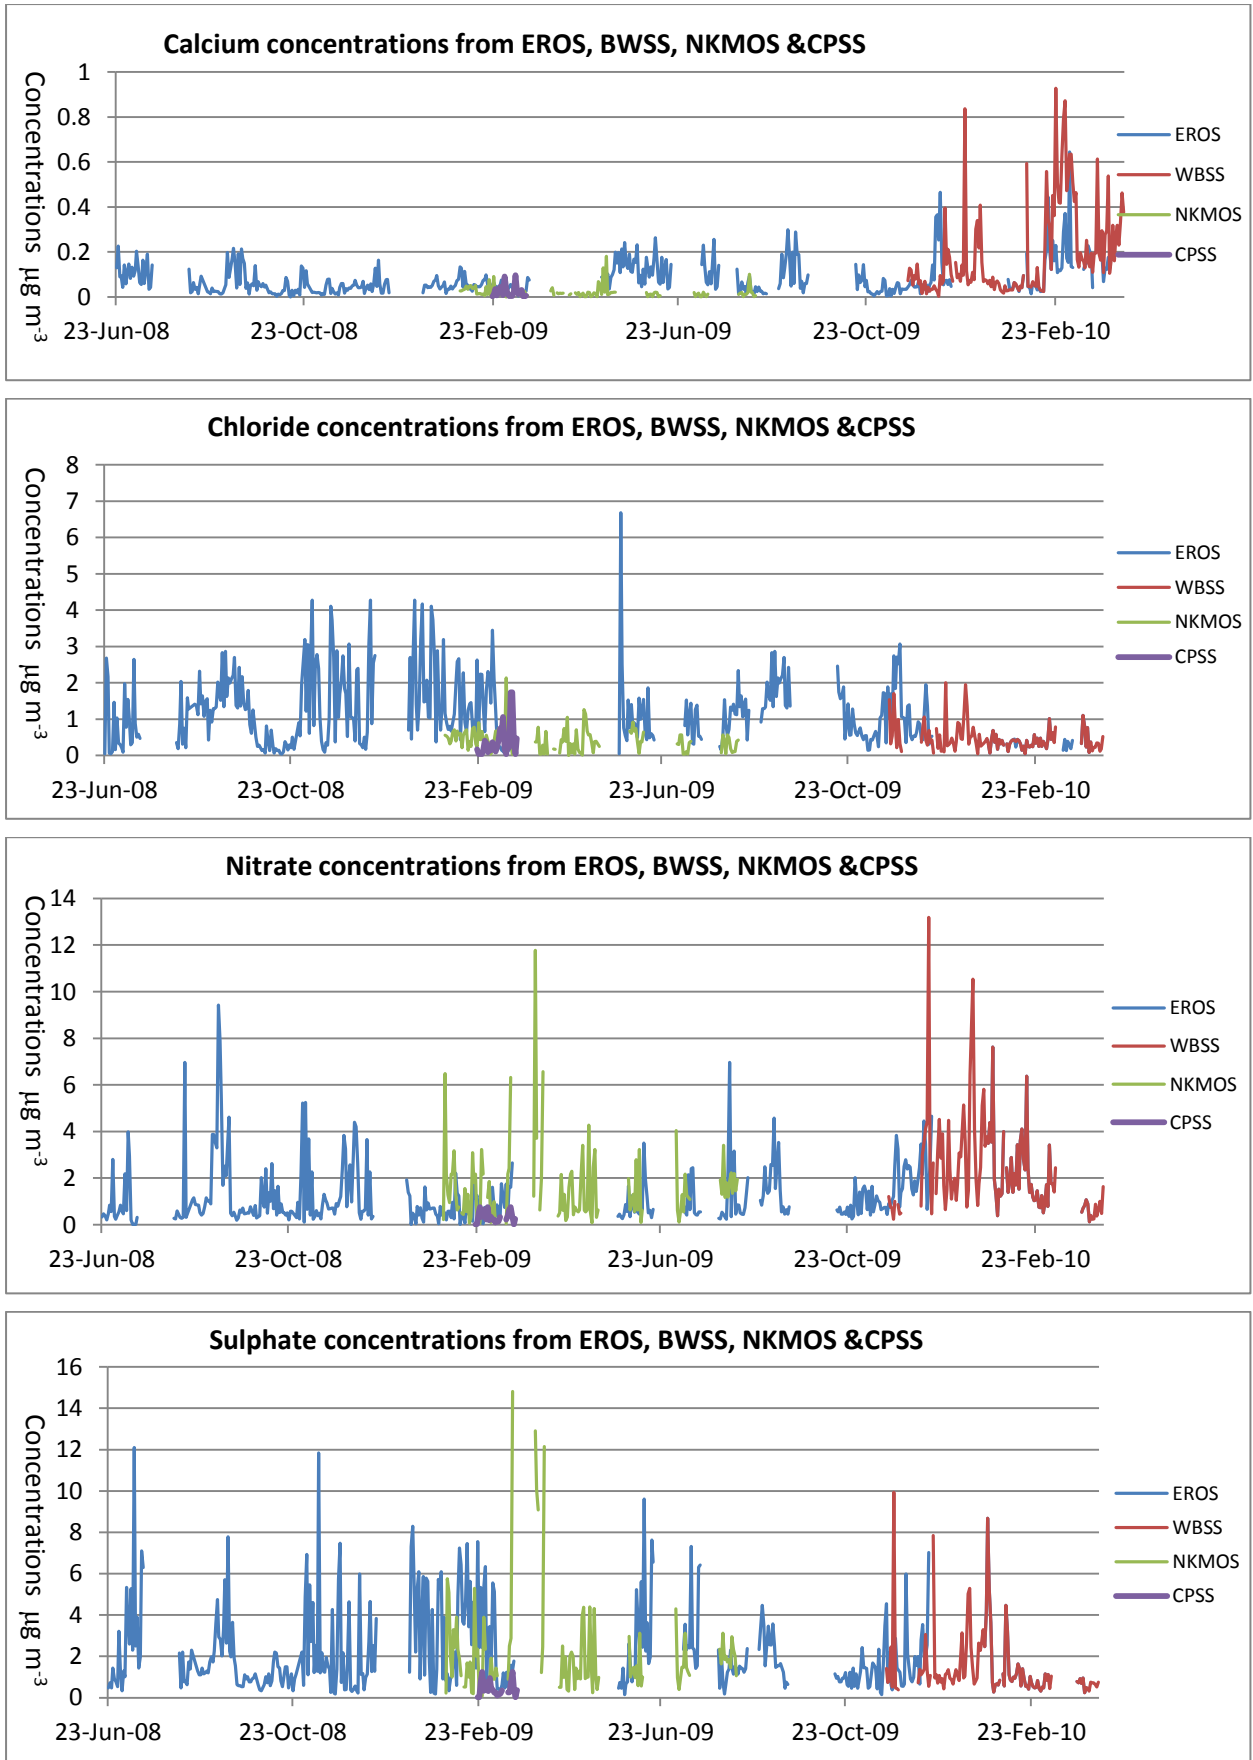 Calcium concentrations from EROS, BWSS, NKMOS &CPSS
Concentrations µg m-3
1
0.8
0.6
0.4
0.2
0
23-Jun-08 23-Oct-08 23-Feb-09 23-Jun-09 23-Oct-09 23-Feb-10
EROS
WBSS
NKMOS
CPSS
Chloride concentrations from EROS, BWSS, NKMOS &CPSS
Concentrations µg m-3
8
7
6
5
4
3
2
1
0
23-Jun-08 23-Oct-08 23-Feb-09 23-Jun-09 23-Oct-09 23-Feb-10
EROS
WBSS
NKMOS
CPSS
Nitrate concentrations from EROS, BWSS, NKMOS &CPSS
Concentrations µg m-3
14
12
10
8
6
4
2
0
23-Jun-08 23-Oct-08 23-Feb-09 23-Jun-09 23-Oct-09 23-Feb-10
EROS
WBSS
NKMOS
CPSS
Sulphate concentrations from EROS, BWSS, NKMOS &CPSS
Concentrations µg m-3
16
14
12
10
8
6
4
2
0
23-Jun-08 23-Oct-08 23-Feb-09 23-Jun-09 23-Oct-09 23-Feb-10
EROS
WBSS
NKMOS
CPSS